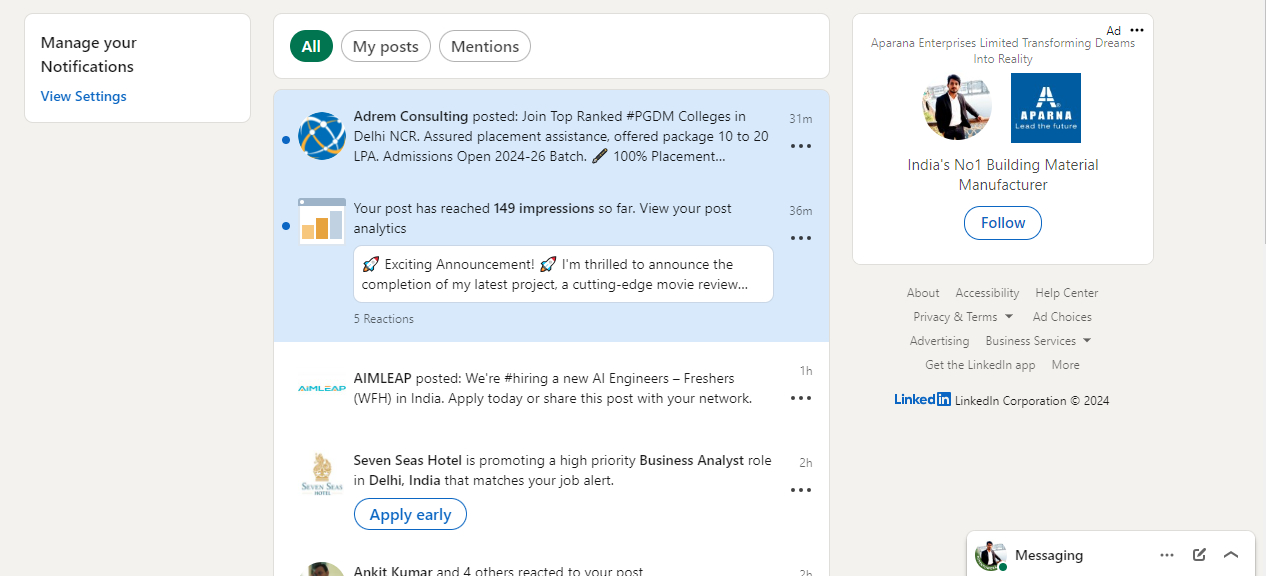 Manage your
Notifications
View Settings
All
My posts
Mentions
Adrem Consulting posted: Join Top Ranked #PGDM Colleges in
Delhi NCR. Assured placement assistance, offered package 10 to 20
LPA. Admissions Open 2024-26 Batch. 🖋 100% Placement...
31m
Your post has reached 149 impressions so far. View your post
analytics
36m
🚀 Exciting Announcement! 🚀 I'm thrilled to announce the
completion of my latest project, a cutting-edge movie review...
5 Reactions
AIMLEAP
AIMLEAP posted: We're #hiring a new AI Engineers – Freshers
(WFH) in India. Apply today or share this post with your network.
1h
SEVEN SEAS
HOTEL
Seven Seas Hotel is promoting a high priority Business Analyst role
in Delhi, India that matches your job alert.
2h
Apply early
Ankit Kumar and 4 others reacted to your post
2h
Ad
Aparana Enterprises Limited Transforming Dreams
Into Reality
APARNA
Lead the future
India's No1 Building Material
Manufacturer
Follow
About Accessibility Help Center
Privacy & Terms Ad Choices
Advertising Business Services
Get the LinkedIn app More
LinkedIn LinkedIn Corporation © 2024
Messaging